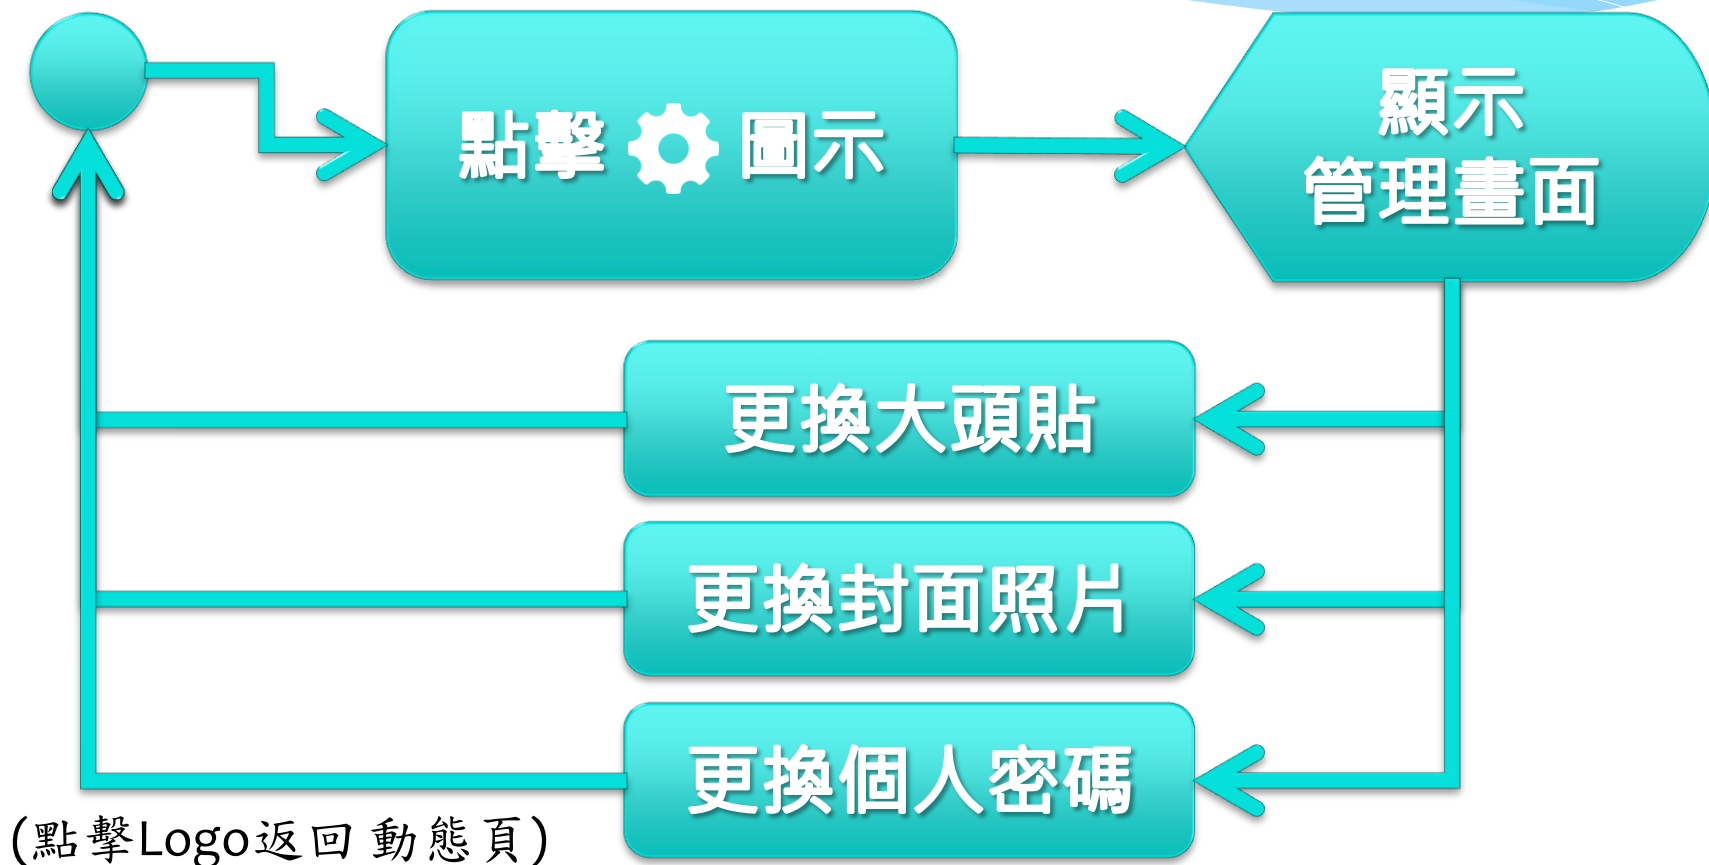 點擊 圖示
顯示
管理畫面
更換大頭貼
更換封面照片
更換個人密碼
(點擊Logo返回動態頁)